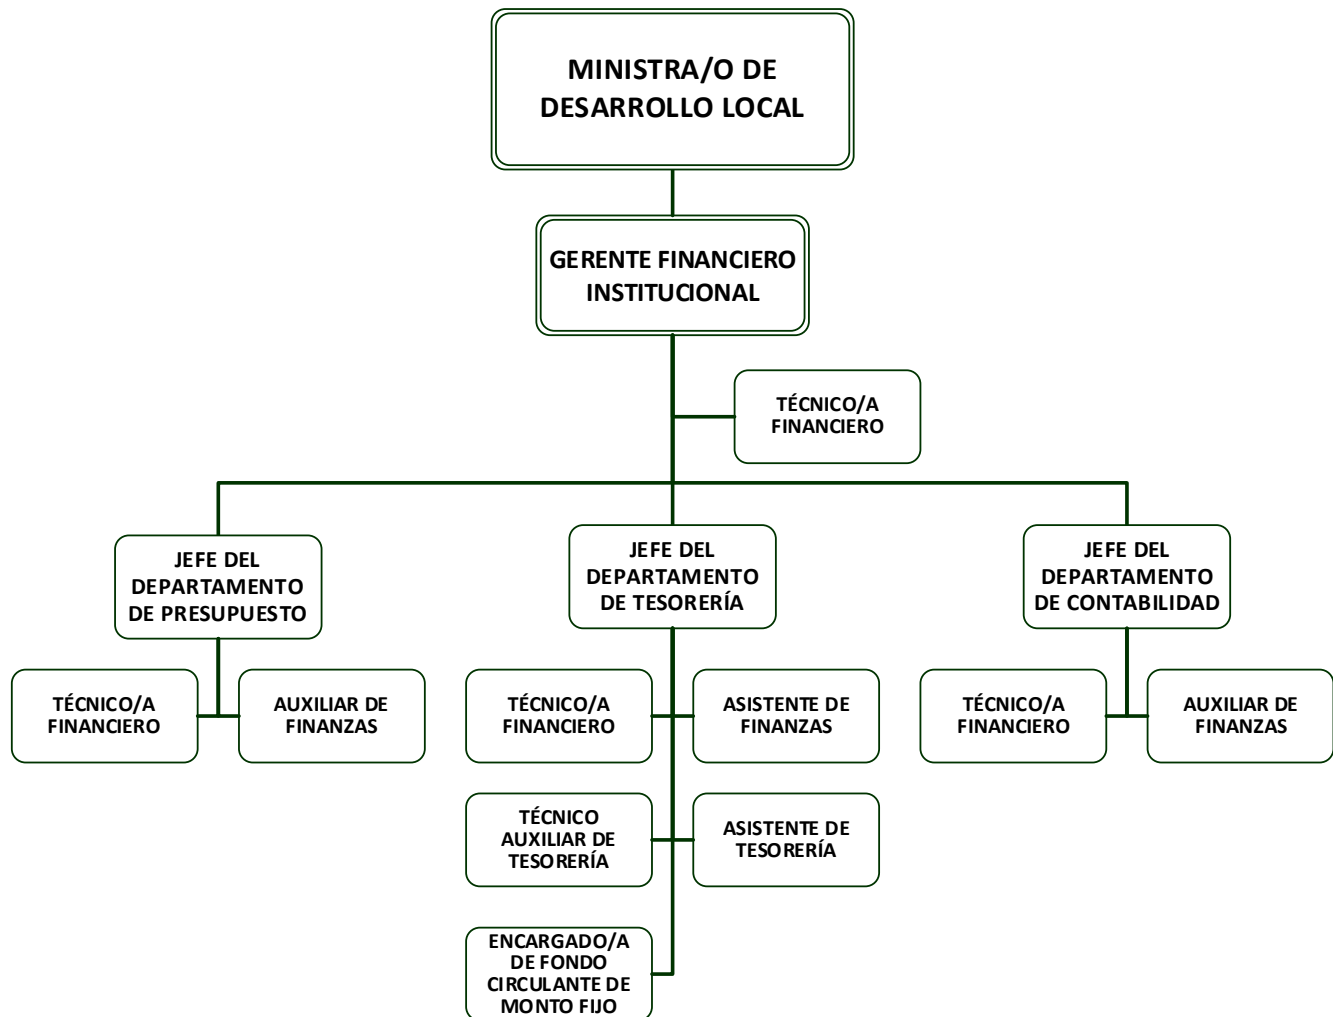 MINISTRA/O DE
DESARROLLO LOCAL
GERENTE FINANCIERO
INSTITUCIONAL
TÉCNICO/A
FINANCIERO
JEFE DEL
DEPARTAMENTO
DE PRESUPUESTO
JEFE DEL
DEPARTAMENTO
DE TESORERÍA
JEFE DEL
DEPARTAMENTO
DE CONTABILIDAD
TÉCNICO/A
FINANCIERO
AUXILIAR DE
FINANZAS
TÉCNICO/A
FINANCIERO
ASISTENTE DE
FINANZAS
TÉCNICO/A
FINANCIERO
AUXILIAR DE
FINANZAS
TÉCNICO
AUXILIAR DE
TESORERÍA
ASISTENTE DE
TESORERÍA
ENCARGADO/A
DE FONDO
CIRCULANTE DE
MONTO FIJO